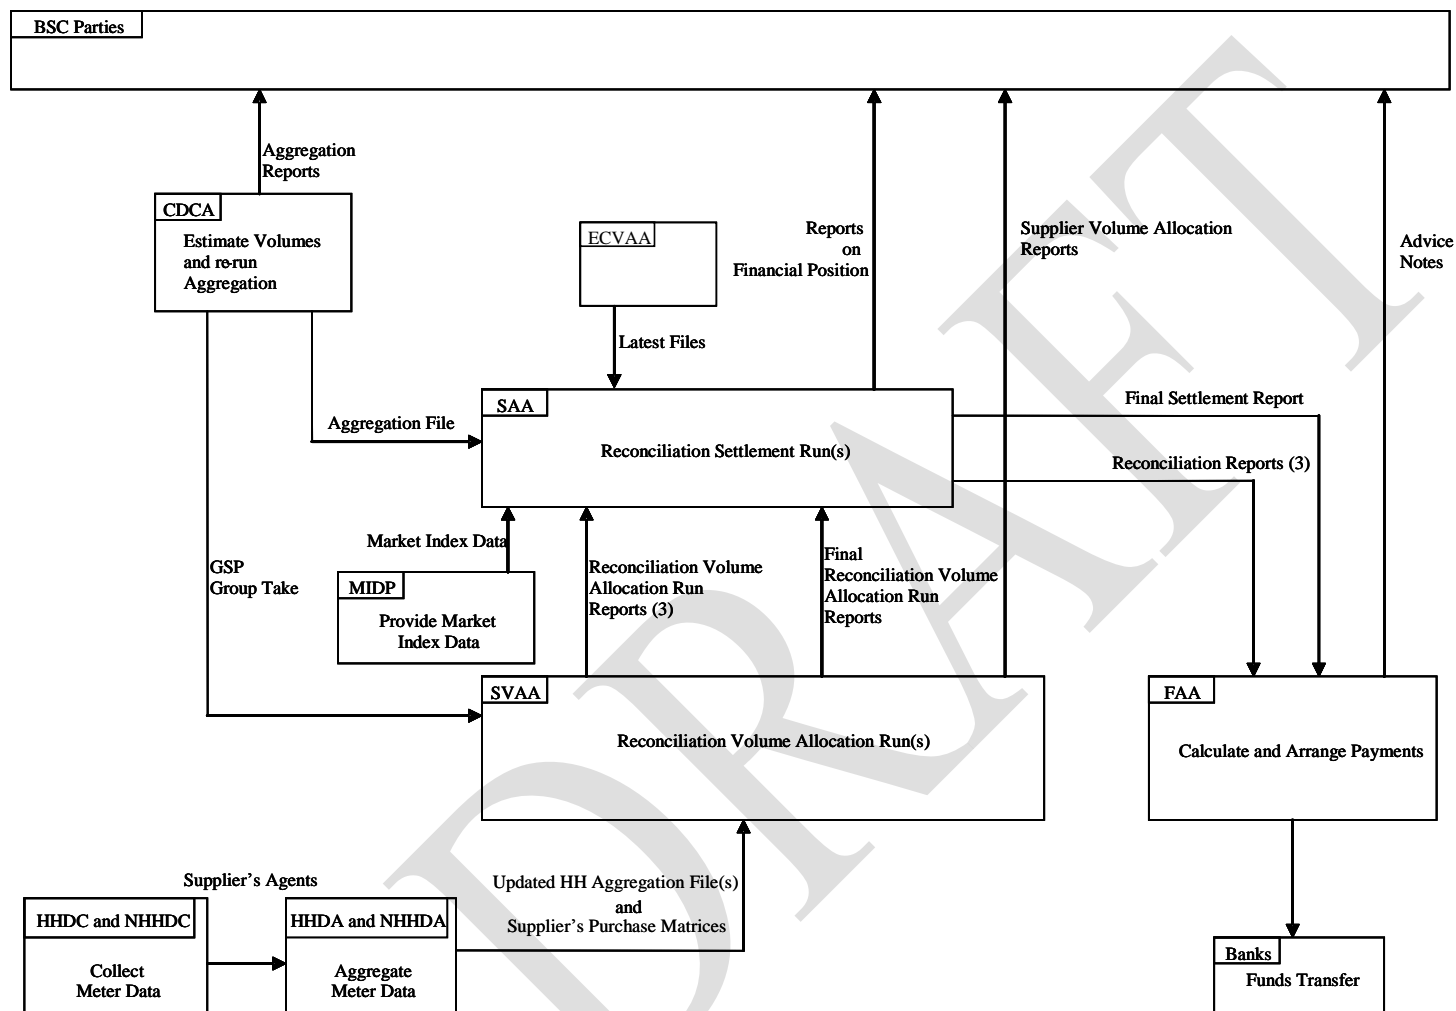 BSC Parties
Aggregation
Reports
CDCA
Estimate Volumes
and re-run
Aggregation
ECVAA
Reports
on
Financial Position
Supplier Volume Allocation
Reports
Advice
Notes
Latest Files
SAA
Reconciliation Settlement Run(s)
Aggregation File
Final Settlement Report
Reconciliation Reports (3)
Market Index Data
GSP
Group Take
MIDP
Provide Market
Index Data
Reconciliation Volume
Allocation Run
Reports (3)
Final
Reconciliation Volume
Allocation Run
Reports
SVAA
Reconciliation Volume Allocation Run(s)
FAA
Calculate and Arrange Payments
Supplier's Agents
Updated HH Aggregation File(s)
and
Supplier's Purchase Matrices
HHDC and NHHDC
Collect
Meter Data
HHDA and NHHDA
Aggregate
Meter Data
Banks
Funds Transfer
DRAFT